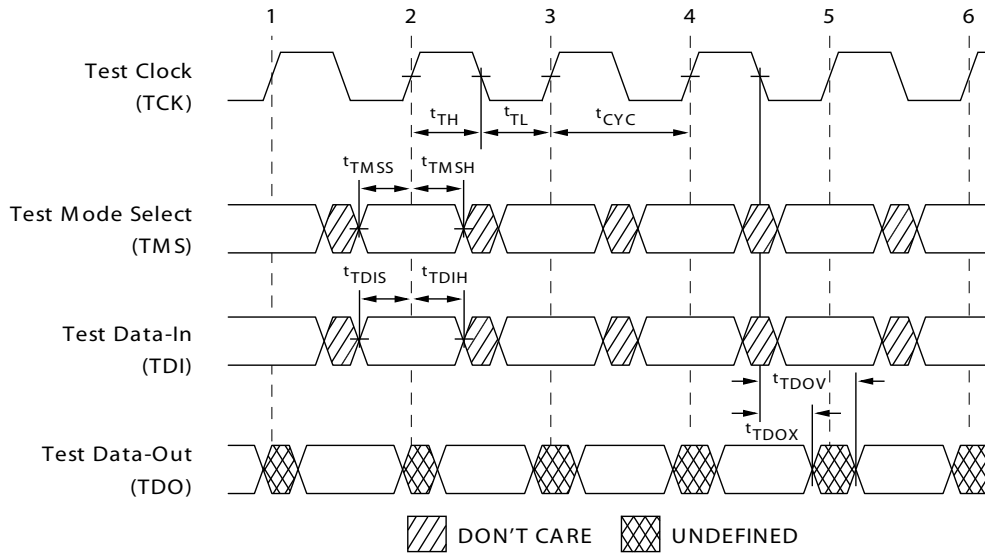 1 2 3 4 5 6
Test Clock
(TCK)
tTH tTL tCYC
tTMSS tTMSH
Test Mode Select
(TMS)
tTDIS tTDIH
Test Data-In
(TDI)
tTDOV
tTDOX
Test Data-Out
(TDO)
DON'T CARE UNDEFINED